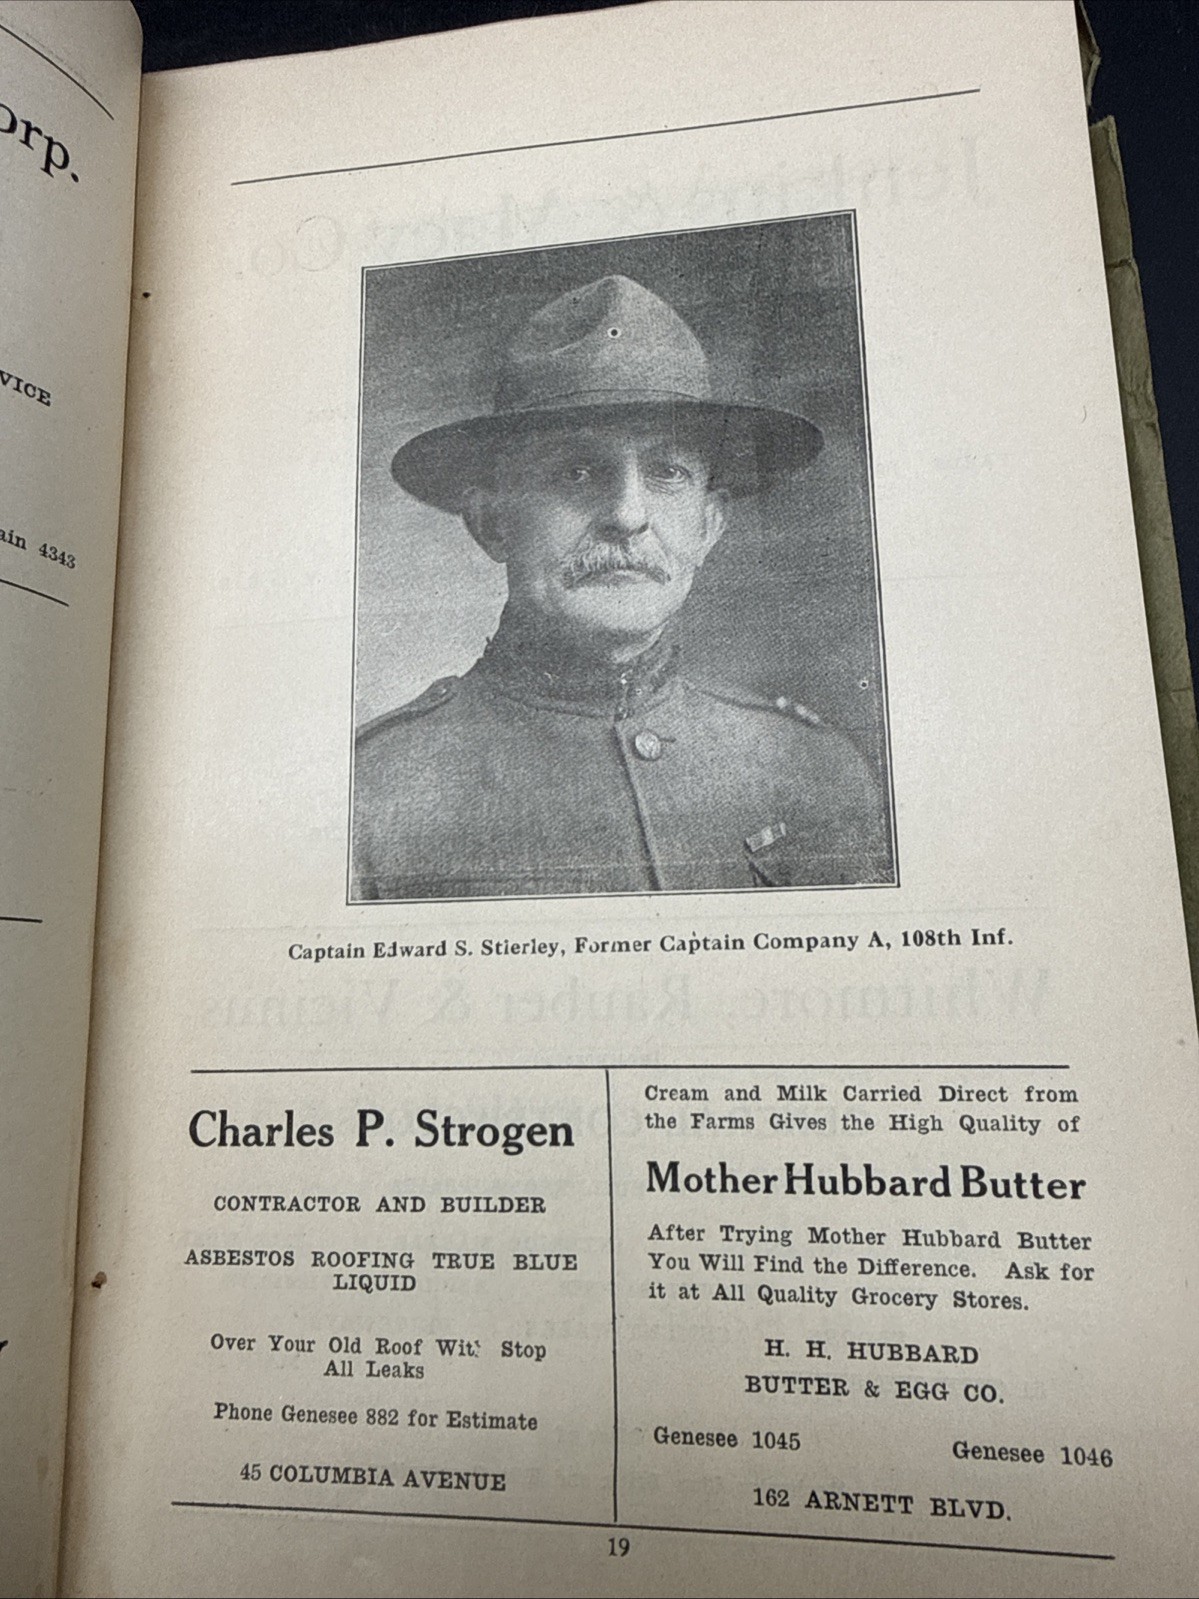 orp.
VICE
ain 4343
Captain Edward S. Stierley, Former Captain Company A, 108th Inf.
Charles P. Strogen
CONTRACTOR AND BUILDER
ASBESTOS ROOFING TRUE BLUE
LIQUID
Over Your Old Roof Wit: Stop
All Leaks
Phone Genesee 882 for Estimate
45 COLUMBIA AVENUE
Cream and Milk Carried Direct from
the Farms Gives the High Quality of
Mother Hubbard Butter
After Trying Mother Hubbard Butter
You Will Find the Difference. Ask for
it at All Quality Grocery Stores.
H. H. HUBBARD
BUTTER & EGG CO.
Genesee 1045 Genesee 1046
162 ARNETT BLVD.
19